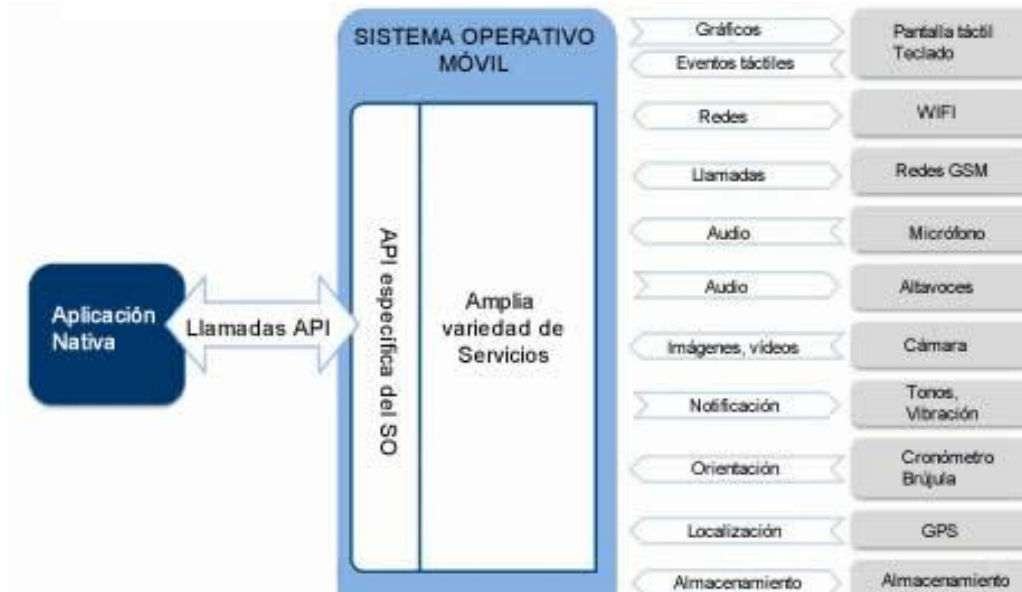 SISTEMA OPERATIVO
MÓVIL
Aplicación
Nativa
Llamadas API
API específica del SO
Amplia
variedad de
Servicios
Gráficos
Eventos táctiles
Pantalla táctil
Teclado
Redes
WIFI
Llamadas
Redes GSM
Audio
Micrófono
Audio
Altavoces
Imágenes, vídeos
Cámara
Notificación
Tonos,
Vibración
Orientación
Cronómetro
Brújula
Localización
GPS
Almacenamiento
Almacenamiento